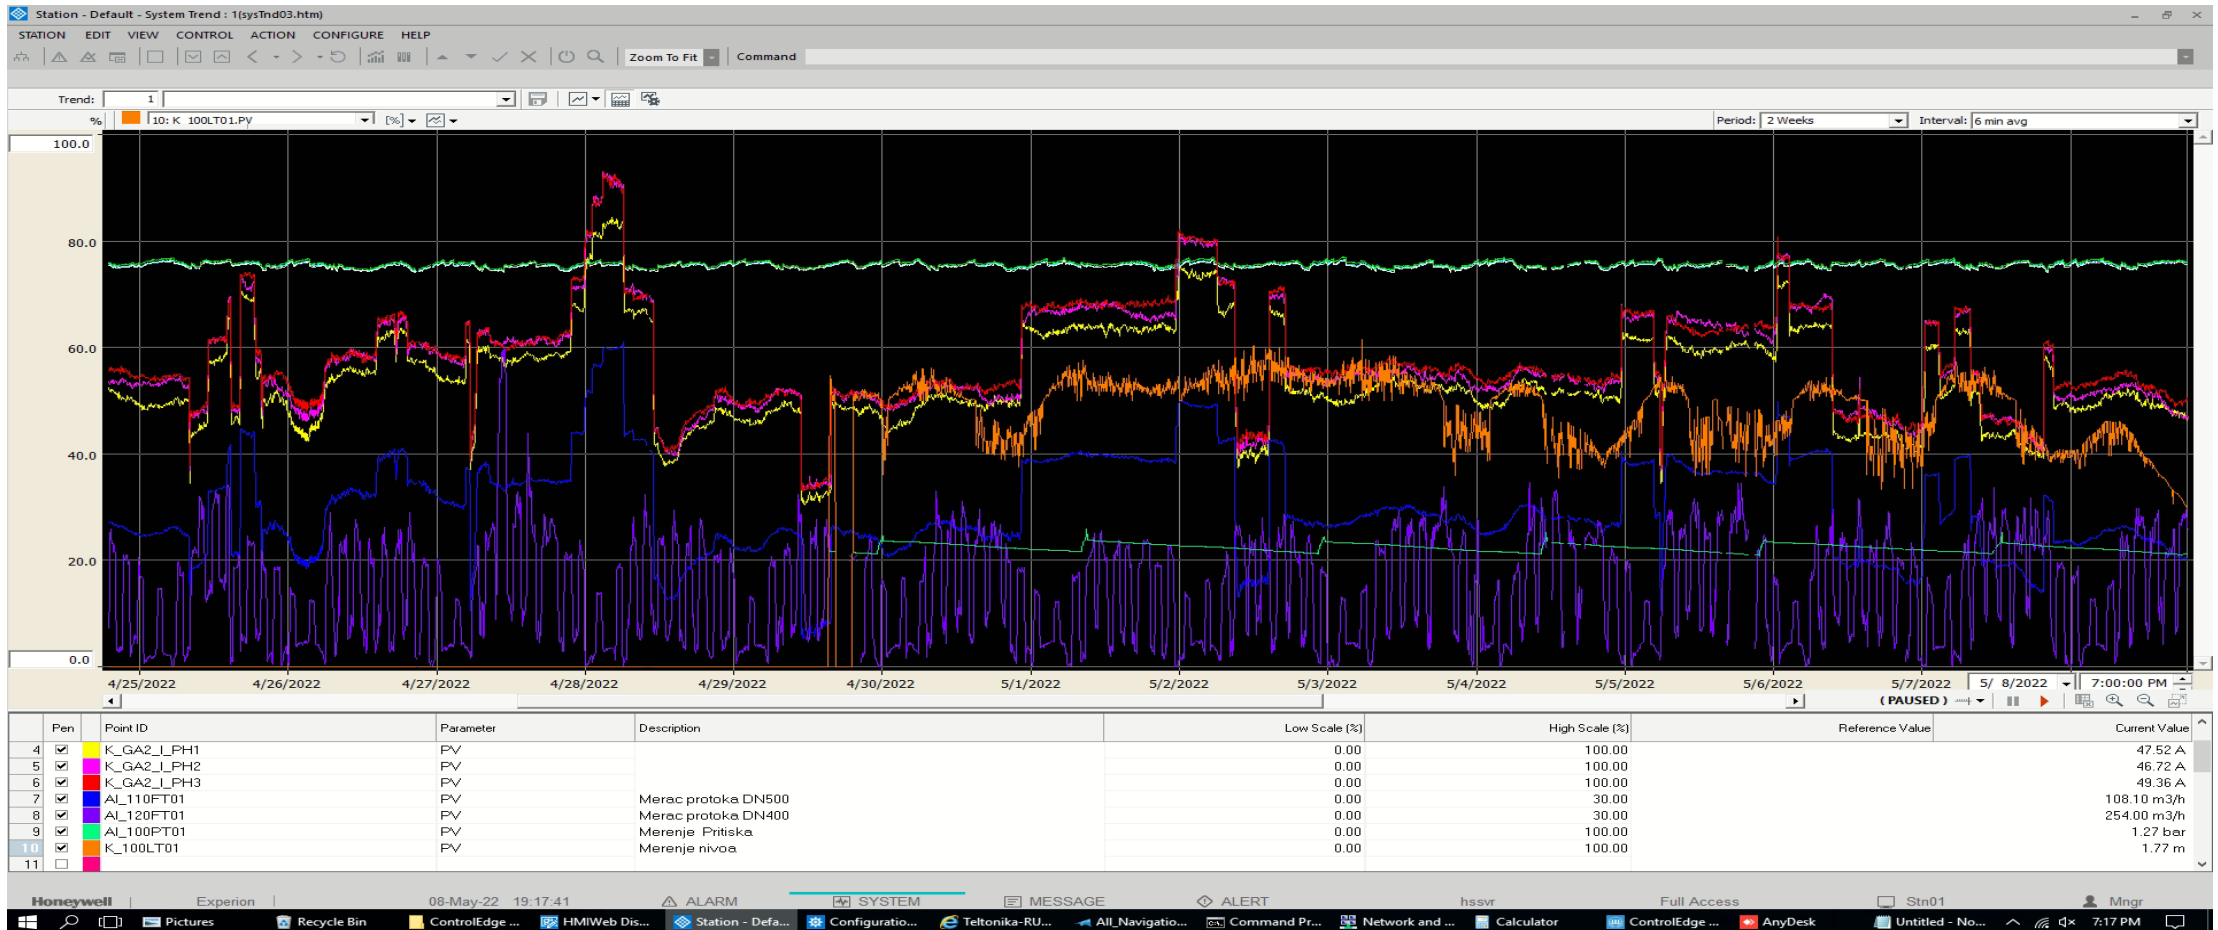 Station - Default - System Trend : 1(sysTnd03.htm)
STATION EDIT VIEW CONTROL ACTION CONFIGURE HELP
Zoom To Fit Command
Trend: 1
% 10: K_100LT01.PV [%] Period: 2 Weeks Interval: 6 min avg
100.0
80.0
60.0
40.0
20.0
0.0
4/25/2022 4/26/2022 4/27/2022 4/28/2022 4/29/2022 4/30/2022 5/1/2022 5/2/2022 5/3/2022 5/4/2022 5/5/2022 5/6/2022 5/7/2022 5/ 8/2022 7:00:00 PM
(PAUSED)
Pen Point ID Parameter Description Low Scale (%) High Scale (%) Reference Value Current Value
4 K_GA2_I_PH1 PV 0.00 100.00 47.52 A
5 K_GA2_I_PH2 PV 0.00 100.00 46.72 A
6 K_GA2_I_PH3 PV 0.00 100.00 49.36 A
7 AI_110FT01 PV Merac protoka DN500 0.00 30.00 108.10 m3/h
8 AI_120FT01 PV Merac protoka DN400 0.00 30.00 254.00 m3/h
9 AI_100PT01 PV Merenje Pritiska 0.00 100.00 1.27 bar
10 K_100LT01 PV Merenje nivoa 0.00 100.00 1.77 m
11
Honeywell Experion 08-May-22 19:17:41 ALARM SYSTEM MESSAGE ALERT hssvr Full Access Stn01 Mngr
Pictures Recycle Bin ControlEdge ... HMIWeb Dis... Station - Defa... Configuratio... Teltonika-RU... All_Navigatio... Command Pr... Network and ... Calculator ControlEdge ... AnyDesk Untitled - No... 7:17 PM